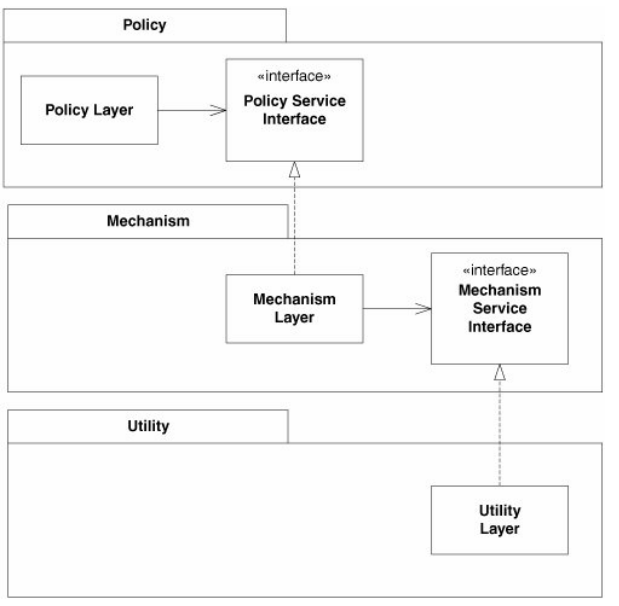 Policy
Policy Layer
«interface»
Policy Service
Interface
Mechanism
Mechanism
Layer
«interface»
Mechanism
Service
Interface
Utility
Utility
Layer